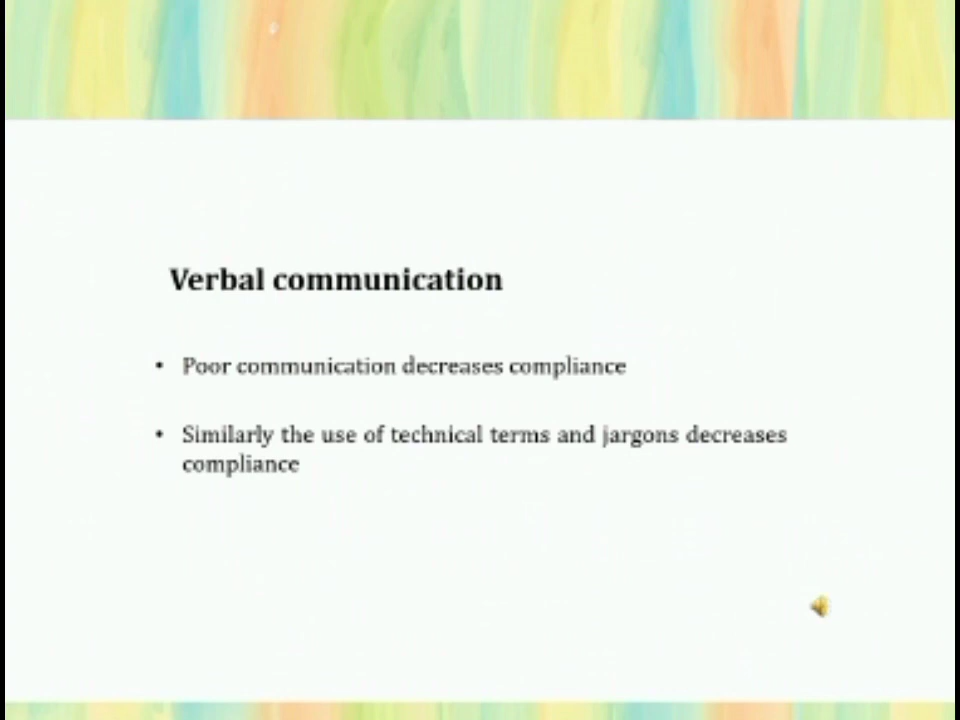 Verbal communication
• Poor communication decreases compliance
• Similarly the use of technical terms and jargons decreases
compliance